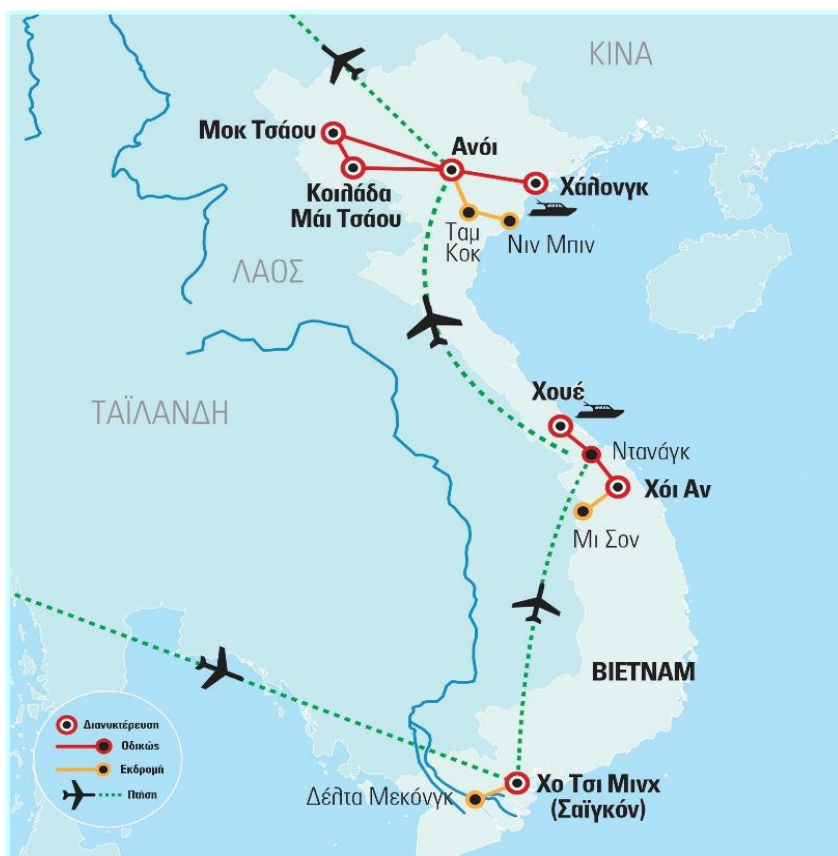 ΚΙΝΑ
Μοκ Τσάου
Ανόι
Κοιλάδα
Μάι Τσάου
Χάλονγκ
Ταμ
Κοκ
Νιν Μπιν
ΛΑΟΣ
ΤΑΪΛΑΝΔΗ
Χουέ
Ντανάγκ
Χόι Αν
Μι Σον
ΒΙΕΤΝΑΜ
Διανυκτέρευση
Οδικώς
Εκδρομή
Πτήση
Δέλτα Μεκόνγκ
Χο Τσι Μινχ
(Σαϊγκόν)